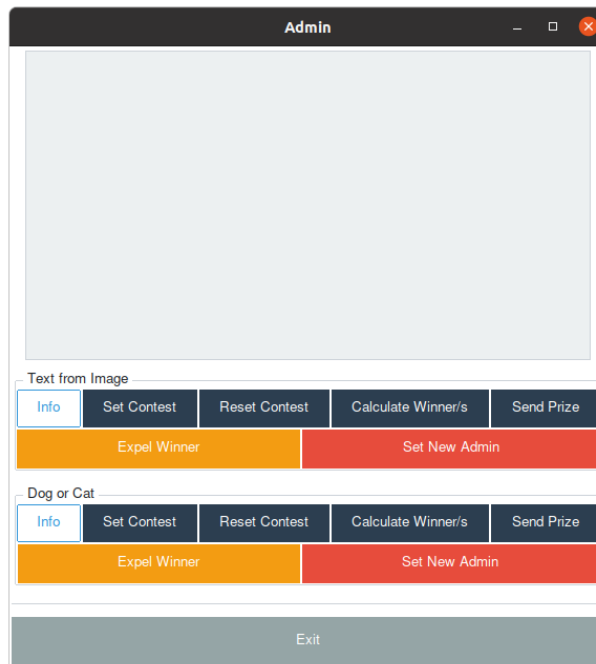 Admin
Text from Image
Info Set Contest Reset Contest Calculate Winner/s Send Prize
Expel Winner Set New Admin
Dog or Cat
Info Set Contest Reset Contest Calculate Winner/s Send Prize
Expel Winner Set New Admin
Exit